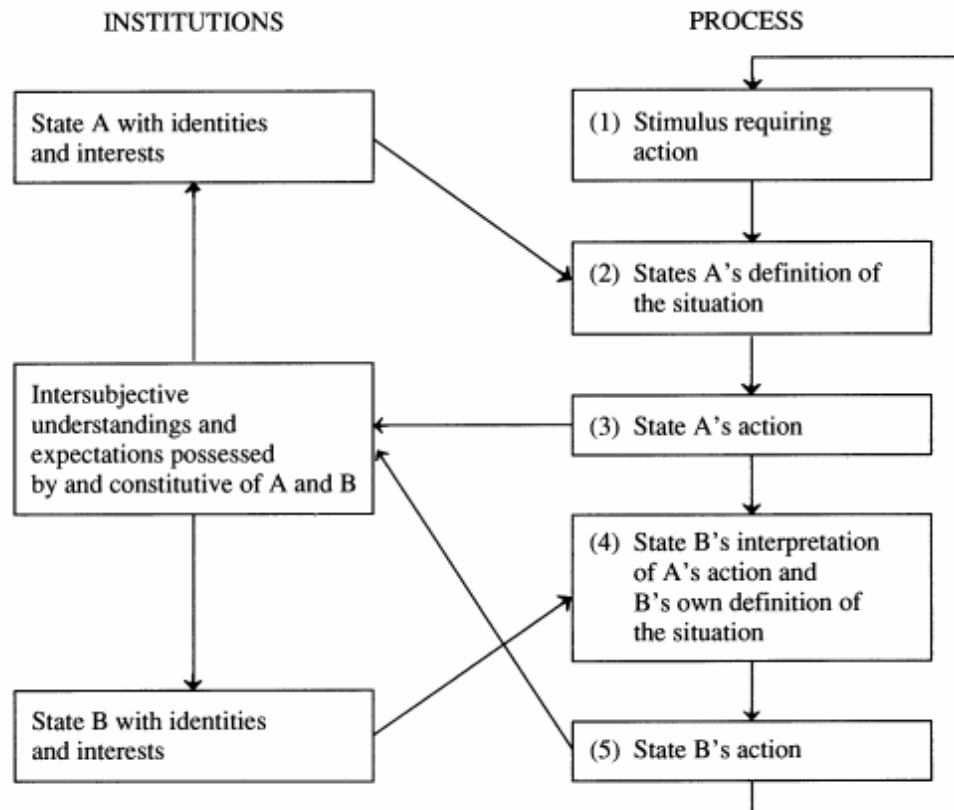 INSTITUTIONS
PROCESS
State A with identities
and interests
(1) Stimulus requiring
action
(2) States A's definition of
the situation
Intersubjective
understandings and
expectations possessed
by and constitutive of A and B
(3) State A's action
(4) State B's interpretation
of A's action and
B's own definition of
the situation
State B with identities
and interests
(5) State B's action